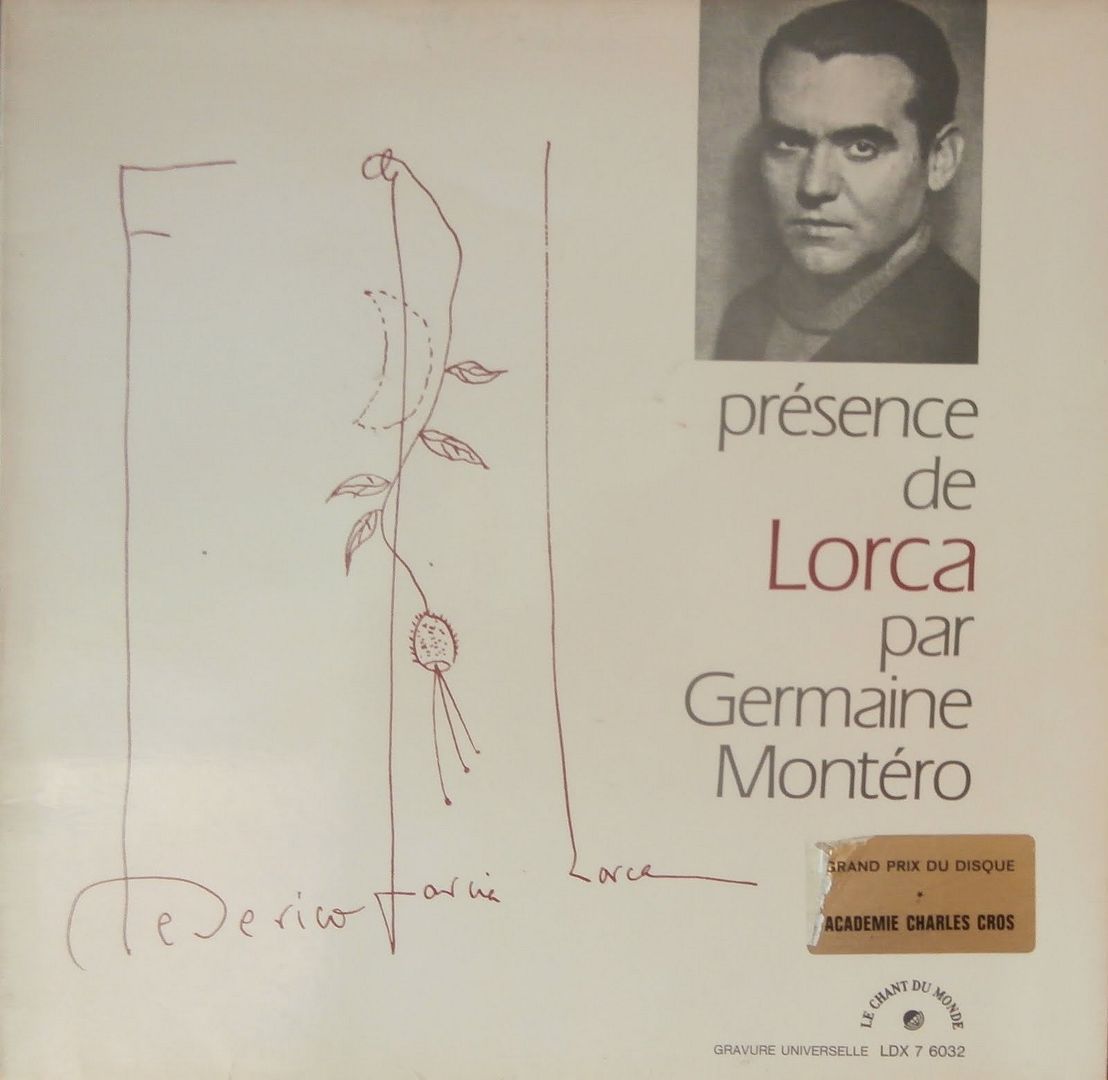 présence
de
Lorca
par
Germaine
Montéro
Federico García Lorca
GRAND PRIX DU DISQUE
*
ACADEMIE CHARLES CROS
LE CHANT DU MONDE
GRAVURE UNIVERSELLE LDX 7 6032